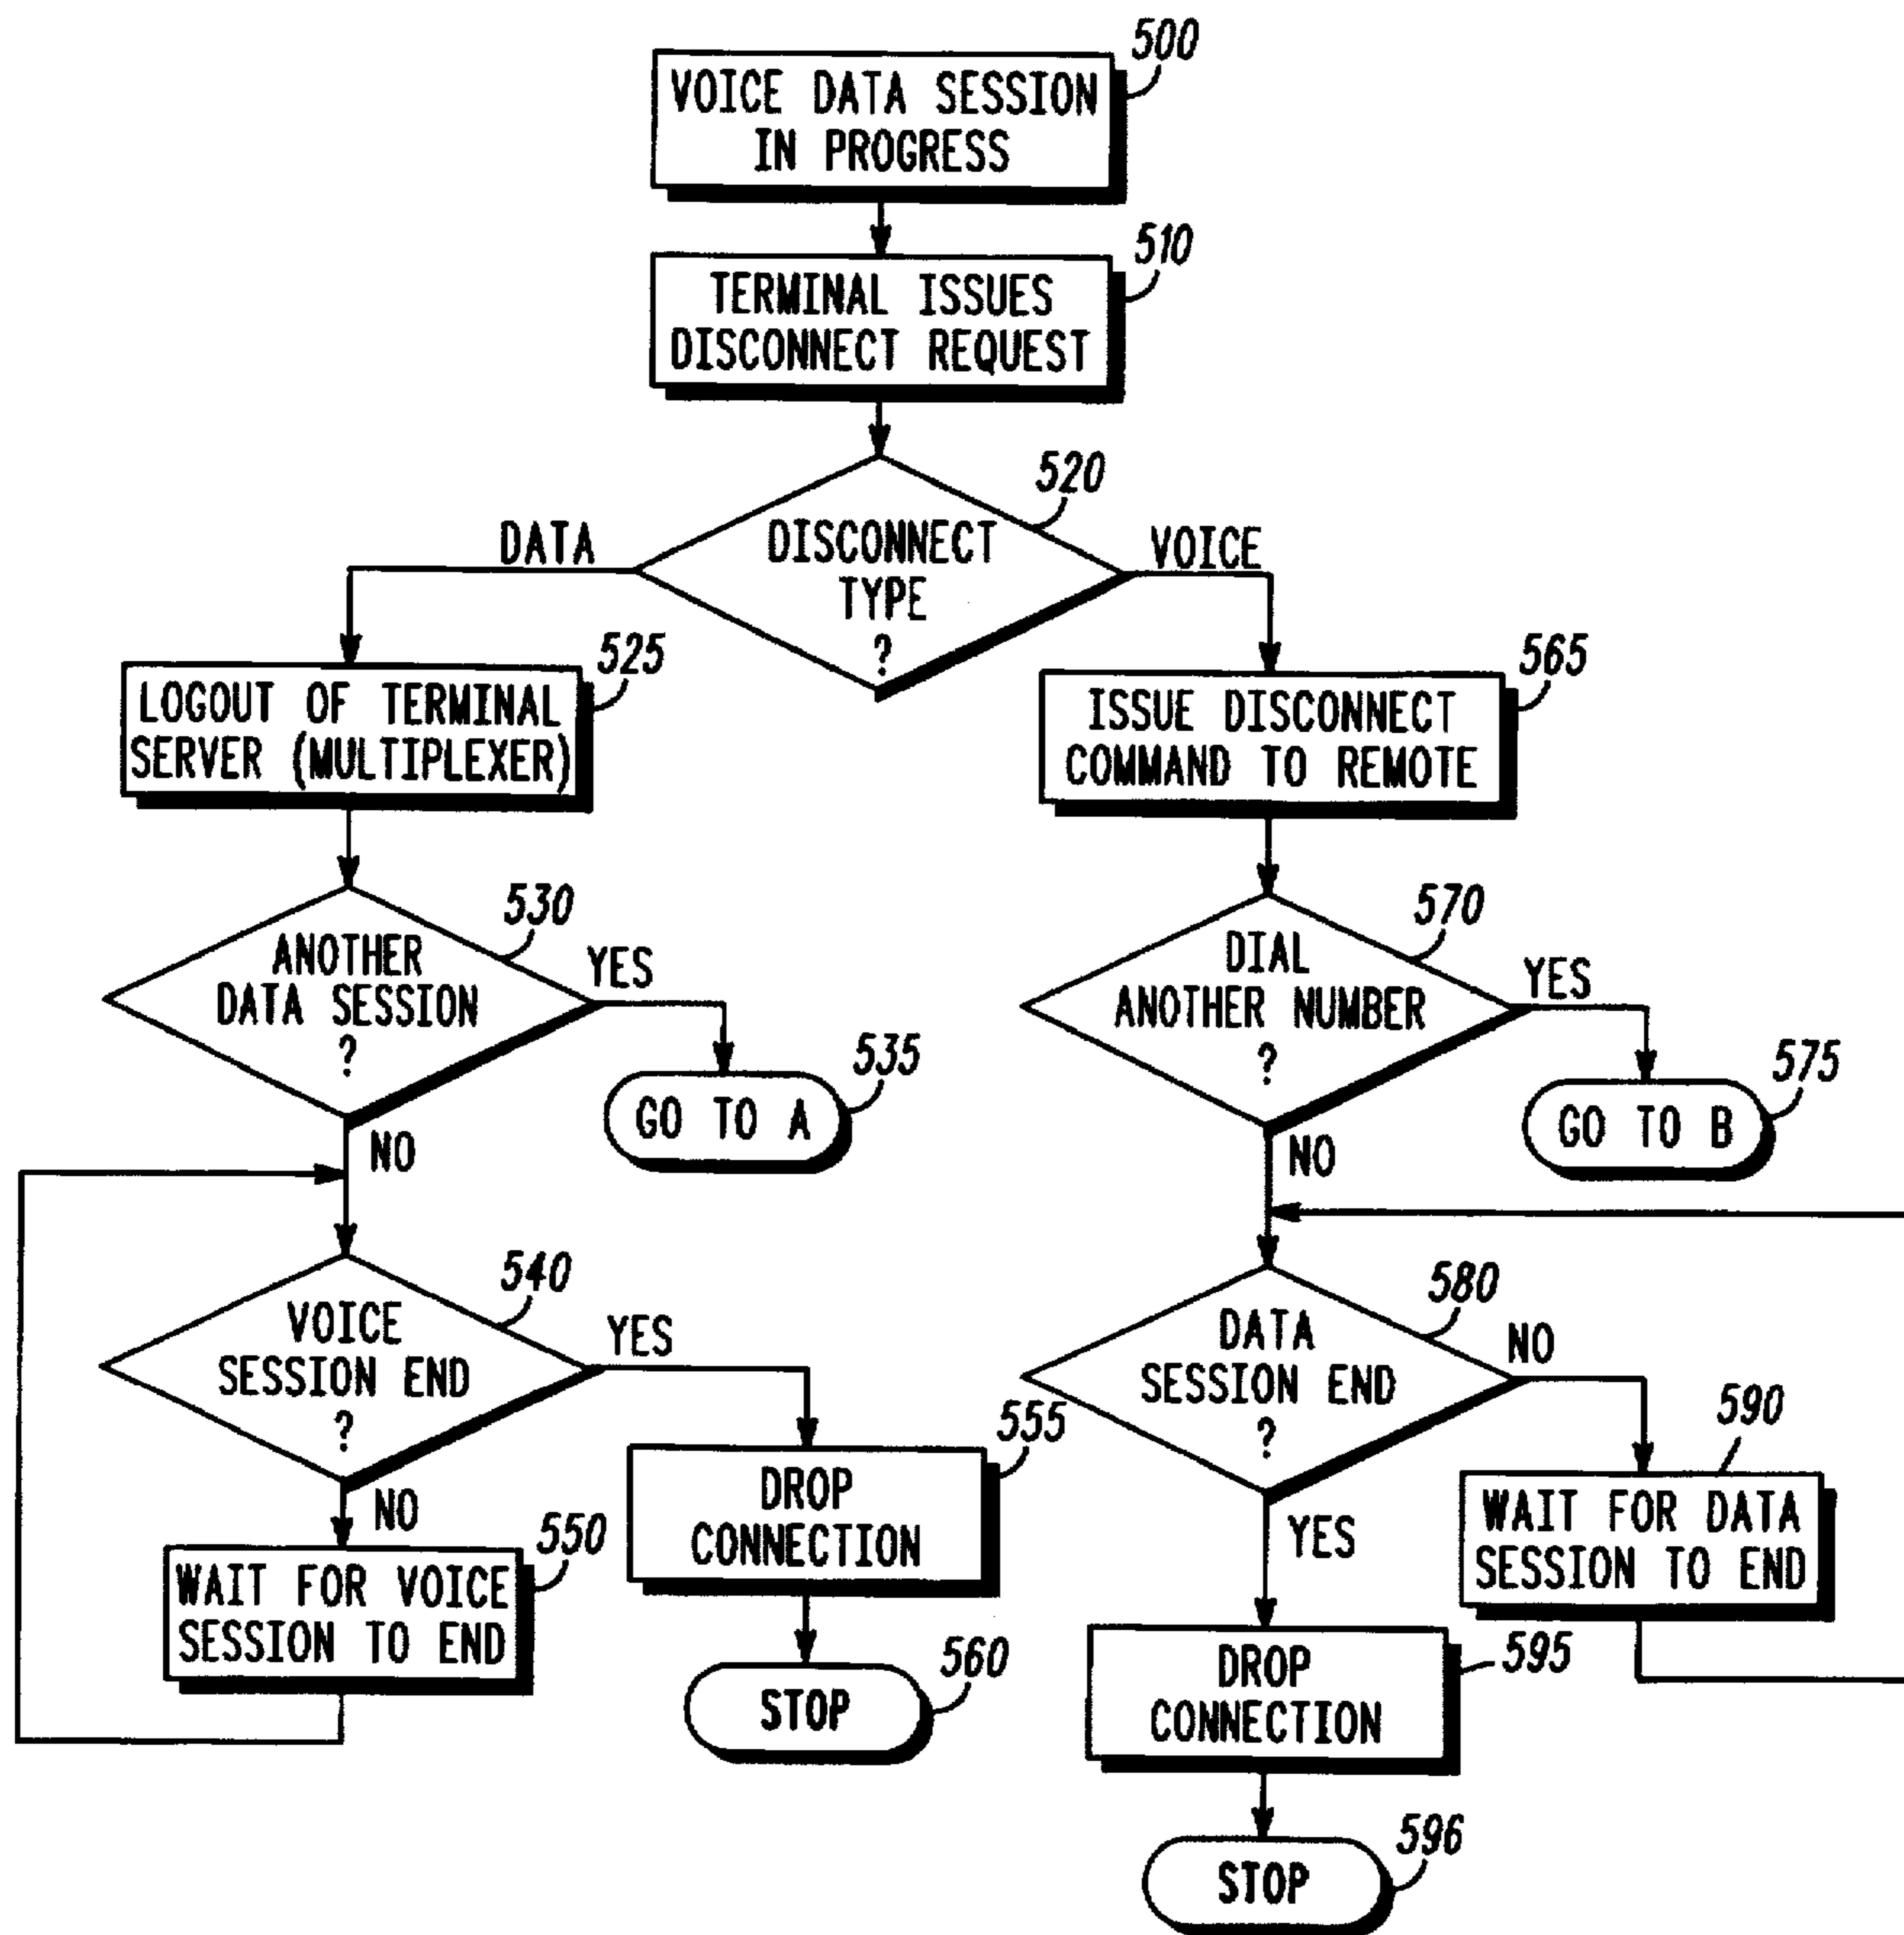 500
VOICE DATA SESSION
IN PROGRESS
510
TERMINAL ISSUES
DISCONNECT REQUEST
520
DISCONNECT
TYPE
?
DATA
VOICE
525
LOGOUT OF TERMINAL
SERVER (MULTIPLEXER)
565
ISSUE DISCONNECT
COMMAND TO REMOTE
530
ANOTHER
DATA SESSION
?
YES
535
GO TO A
NO
570
DIAL
ANOTHER NUMBER
?
YES
575
GO TO B
NO
540
VOICE
SESSION END
?
YES
555
DROP
CONNECTION
560
STOP
NO
550
WAIT FOR VOICE
SESSION TO END
580
DATA
SESSION END
?
NO
590
WAIT FOR DATA
SESSION TO END
YES
595
DROP
CONNECTION
596
STOP